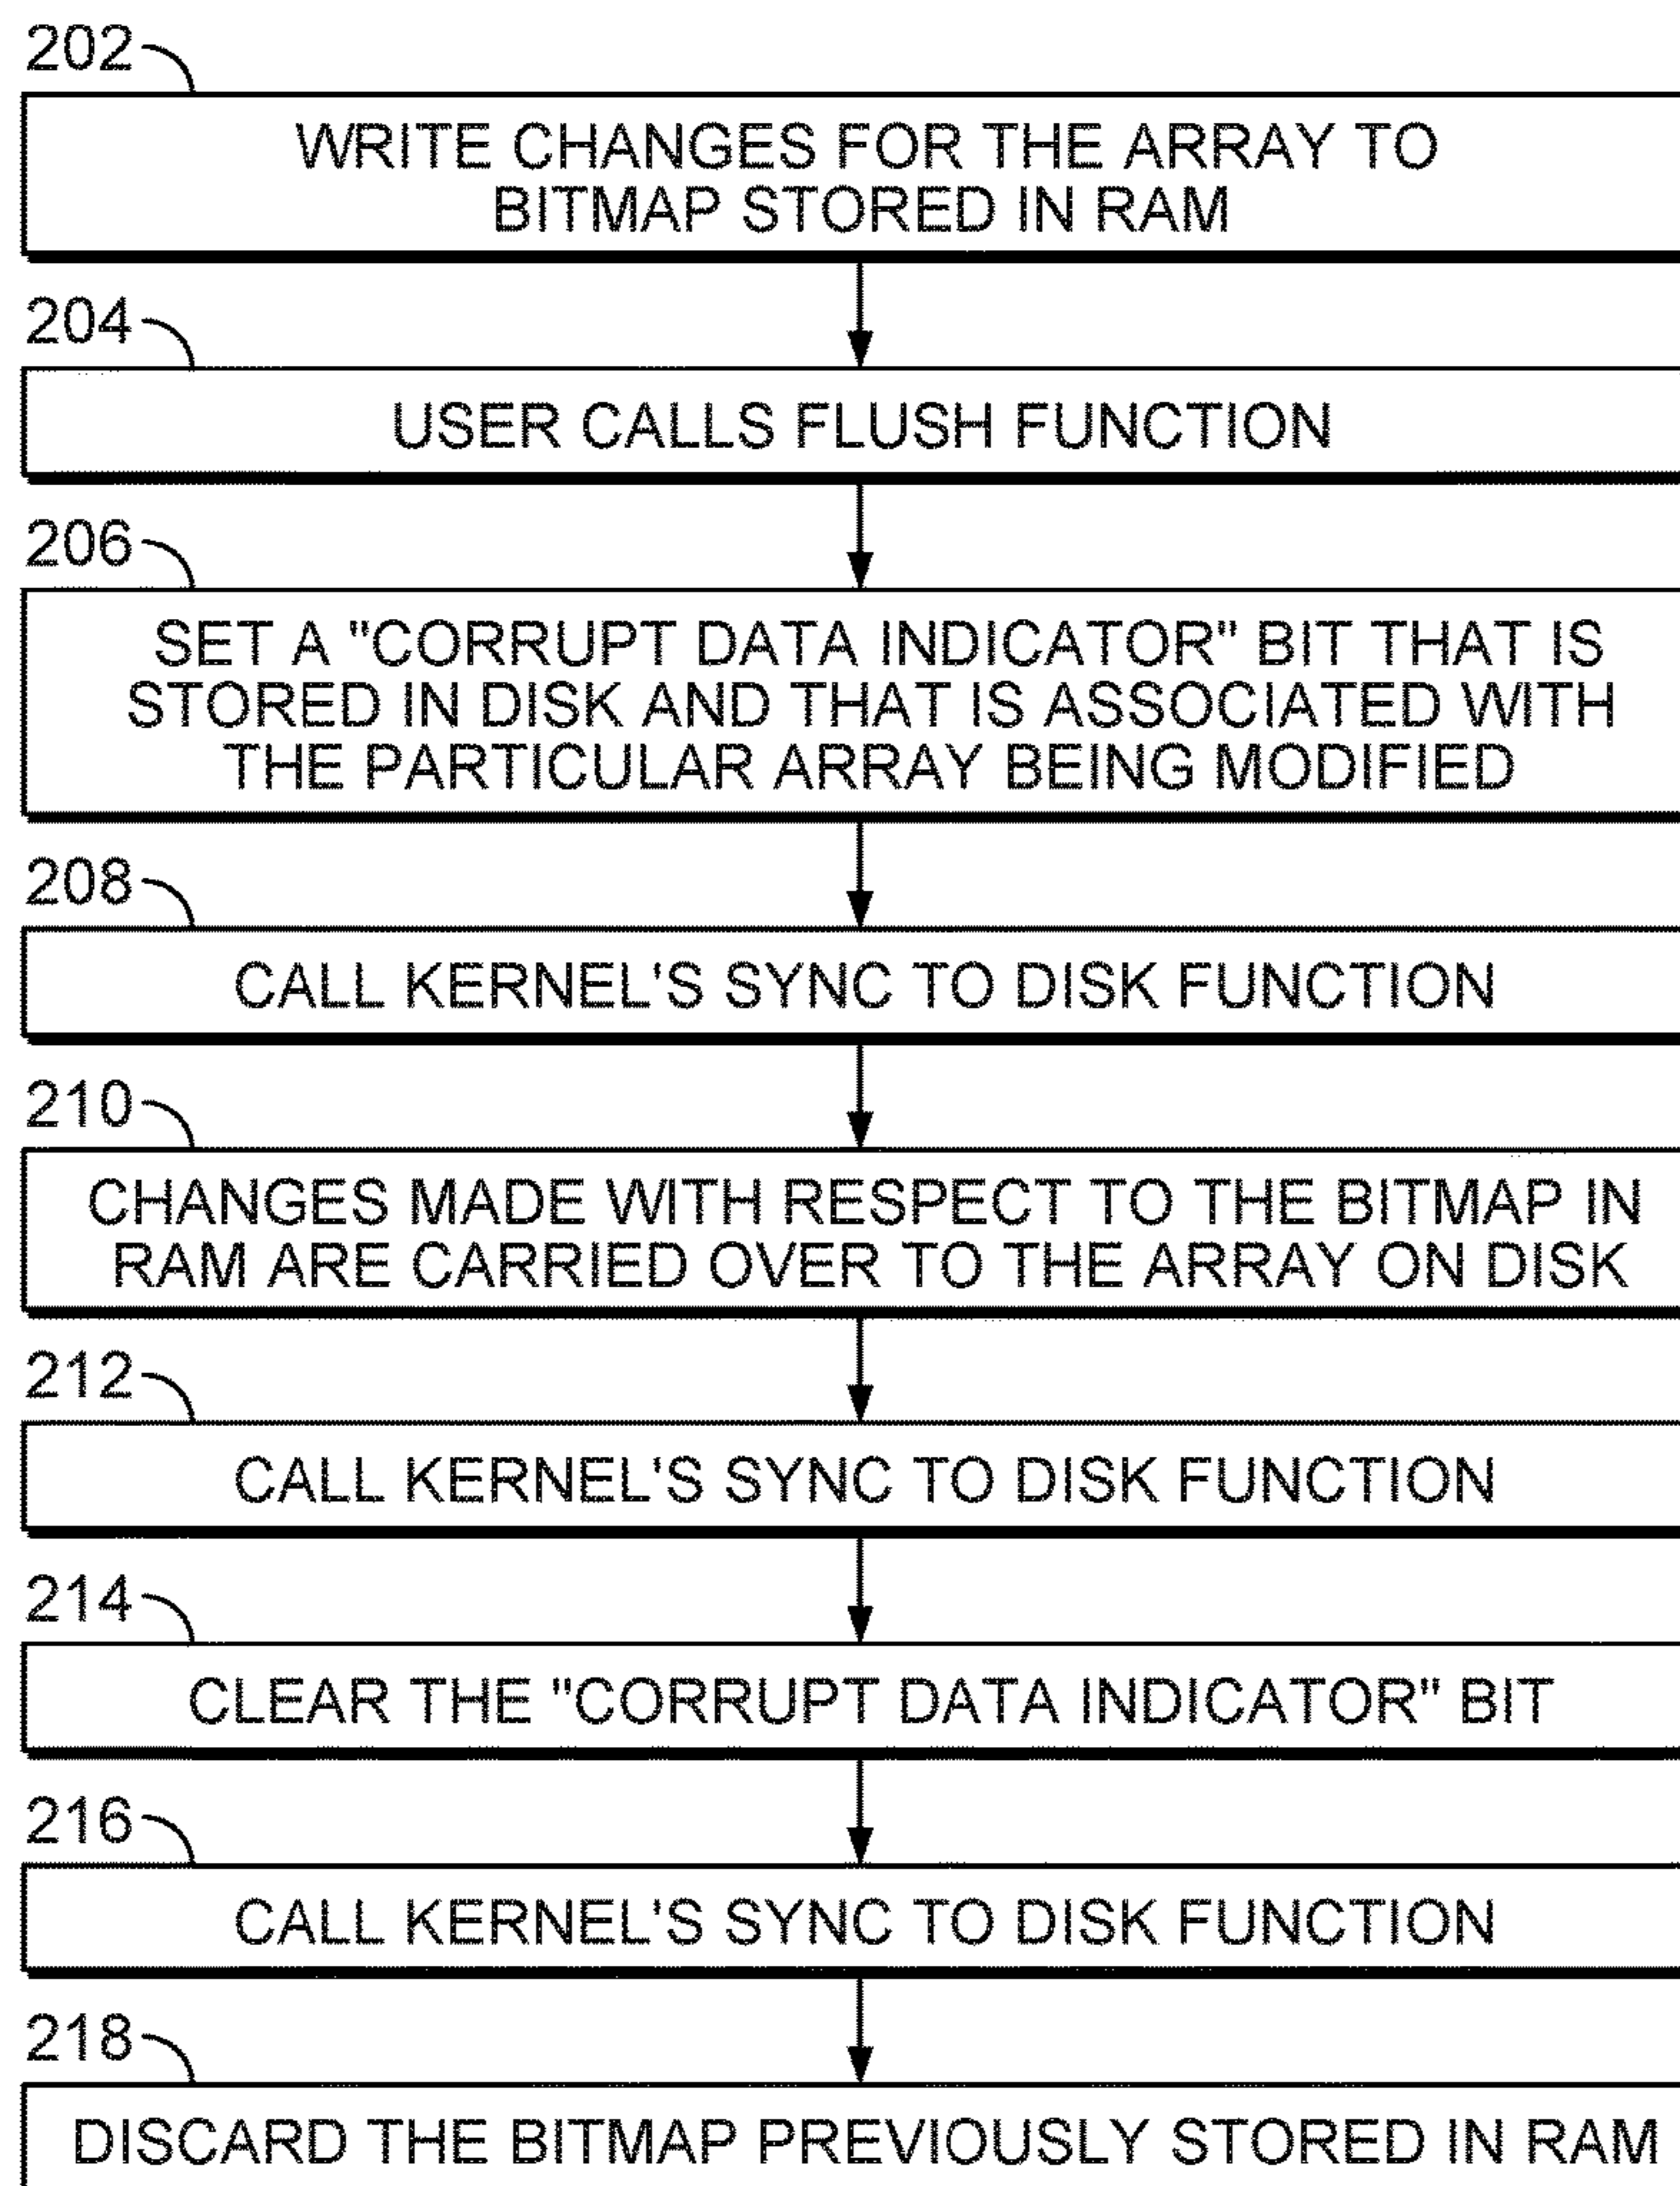 202
WRITE CHANGES FOR THE ARRAY TO
BITMAP STORED IN RAM
204
USER CALLS FLUSH FUNCTION
206
SET A "CORRUPT DATA INDICATOR" BIT THAT IS
STORED IN DISK AND THAT IS ASSOCIATED WITH
THE PARTICULAR ARRAY BEING MODIFIED
208
CALL KERNEL'S SYNC TO DISK FUNCTION
210
CHANGES MADE WITH RESPECT TO THE BITMAP IN
RAM ARE CARRIED OVER TO THE ARRAY ON DISK
212
CALL KERNEL'S SYNC TO DISK FUNCTION
214
CLEAR THE "CORRUPT DATA INDICATOR" BIT
216
CALL KERNEL'S SYNC TO DISK FUNCTION
218
DISCARD THE BITMAP PREVIOUSLY STORED IN RAM